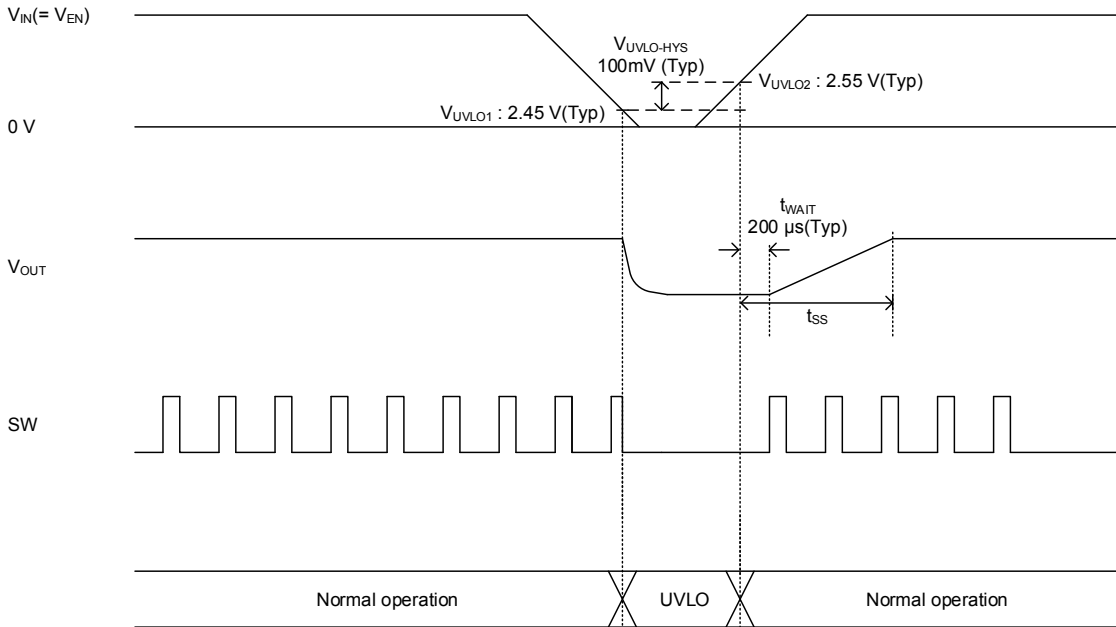 VIN(= VEN)
VUVLO-HYS
100mV (Typ)
VUVLO2 : 2.55 V(Typ)
VUVLO1 : 2.45 V(Typ)
0 V
tWAIT
200 µs(Typ)
VOUT
tSS
SW
Normal operation
UVLO
Normal operation